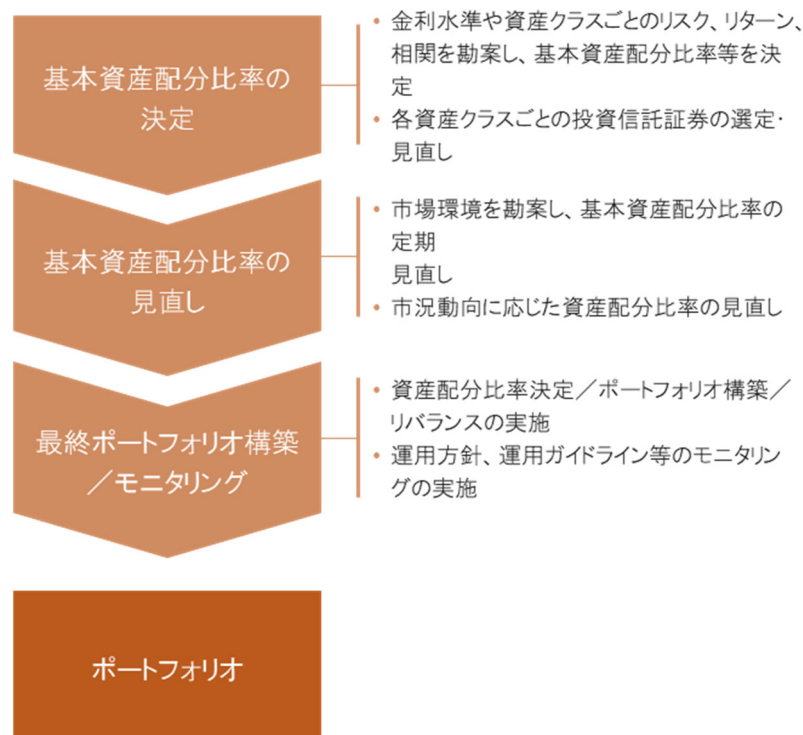 基本資産配分比率の
決定
• 金利水準や資産クラスごとのリスク、リターン、
相関を勘案し、基本資産配分比率等を決
定
• 各資産クラスごとの投資信託証券の選定・
見直し
基本資産配分比率の
見直し
• 市場環境を勘案し、基本資産配分比率の
定期
見直し
• 市況動向に応じた資産配分比率の見直し
最終ポートフォリオ構築
／モニタリング
• 資産配分比率決定／ポートフォリオ構築／
リバランスの実施
• 運用方針、運用ガイドライン等のモニタリン
グの実施
ポートフォリオ